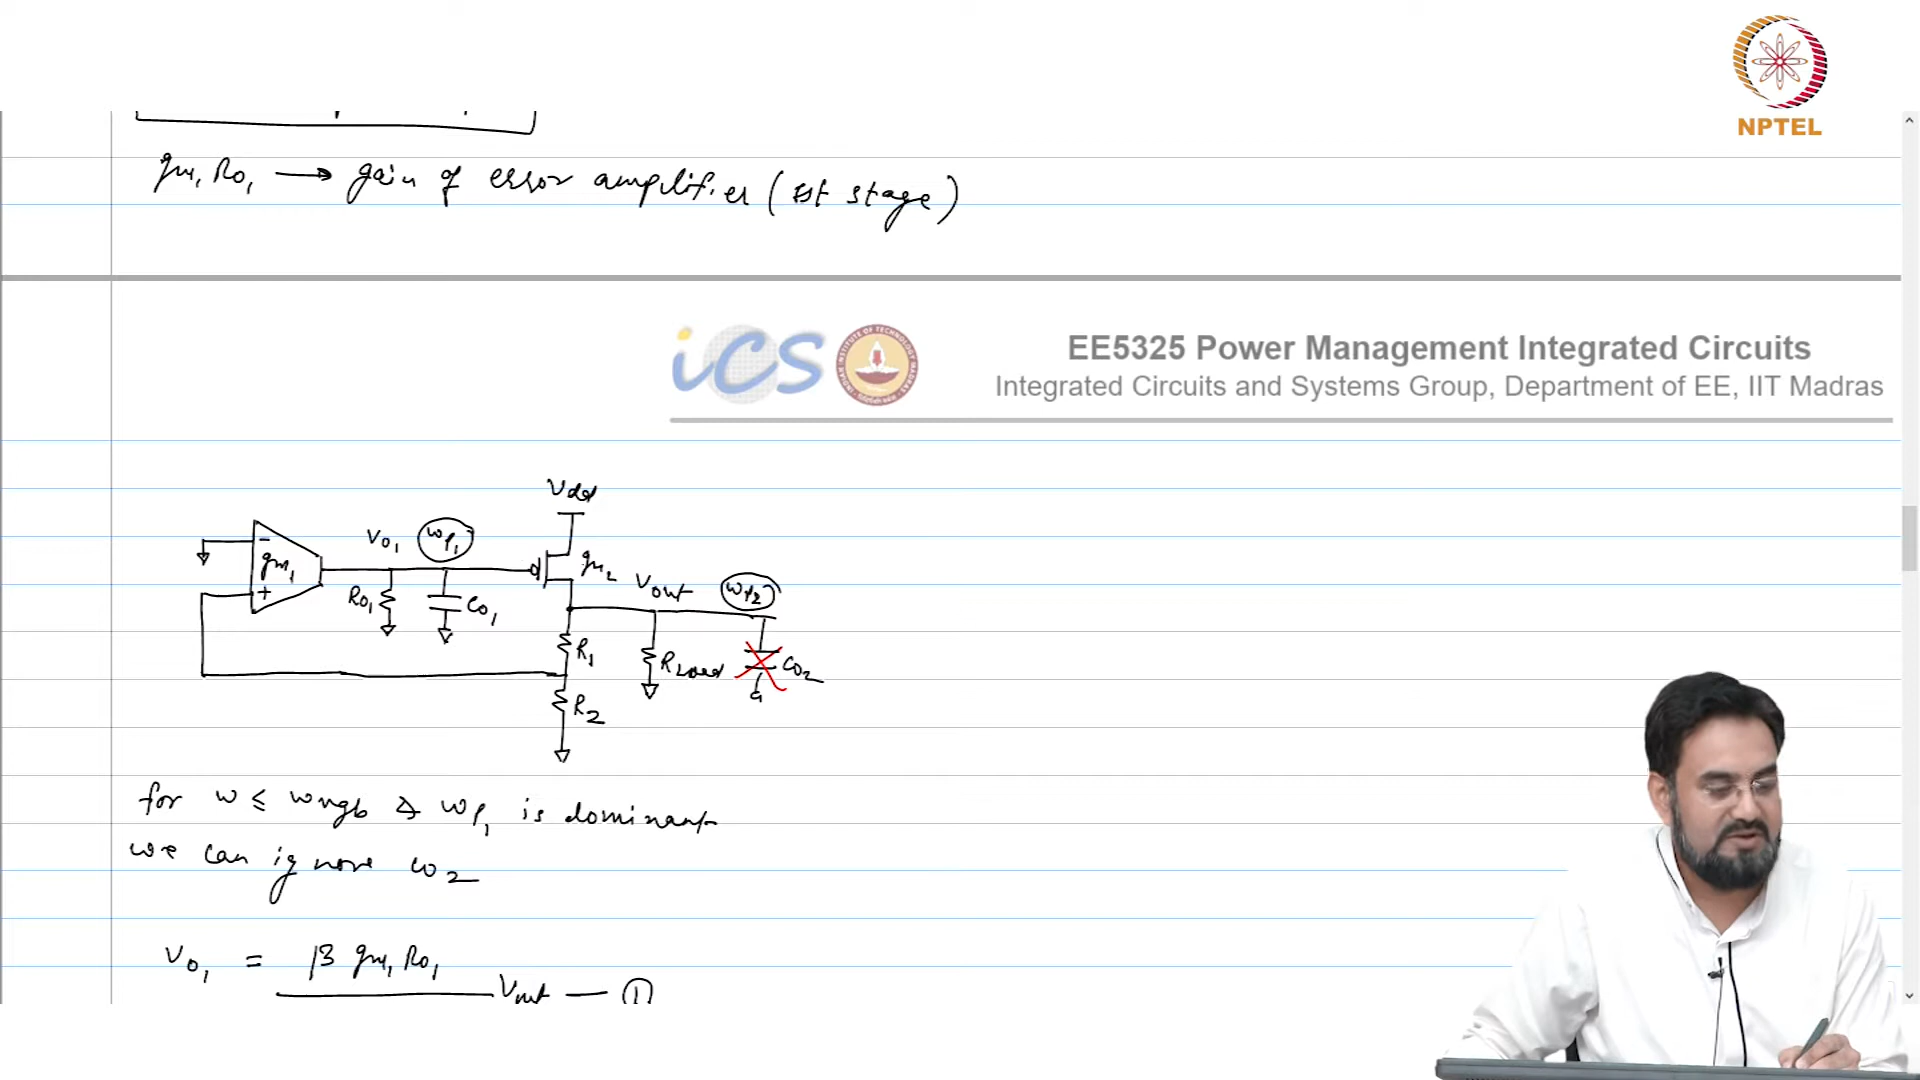 NPTEL
gm₁ Ro₁ → gain of error amplifier (1st stage)
iCS
EE5325 Power Management Integrated Circuits
Integrated Circuits and Systems Group, Department of EE, IIT Madras
Vdd
Vo₁
ωp₁
gm₁
-
+
gm₂
Ro₁
Co₁
Vout
ωp₂
R₁
RLoad
Co₂
R₂
for ω ≤ ωugb & ωp₁ is dominant
we can ignore Co₂
Vo₁ = β gm₁ Ro₁
Vout — ①